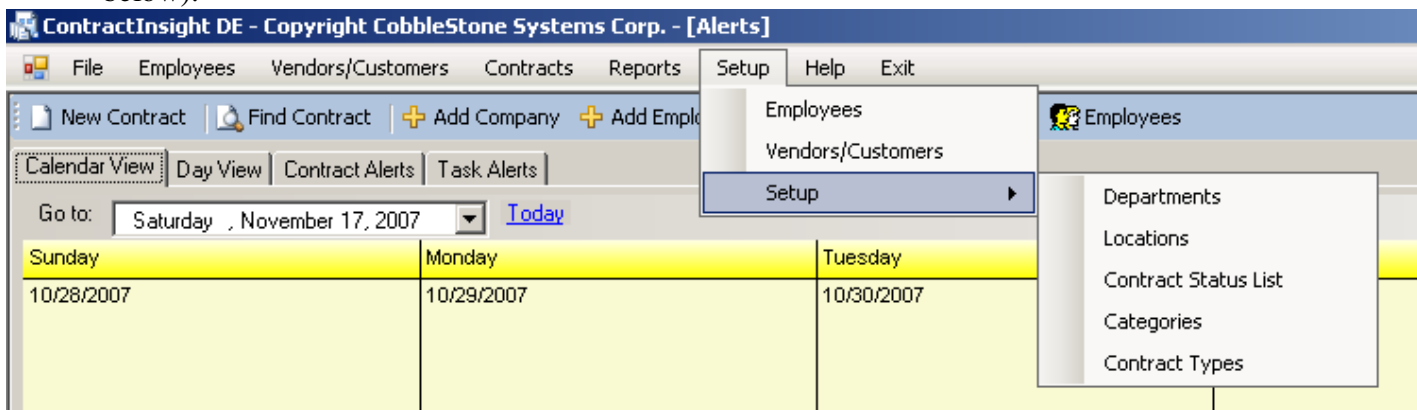 below).
ContractInsight DE - Copyright CobbleStone Systems Corp. - [Alerts]
File Employees Vendors/Customers Contracts Reports Setup Help Exit
New Contract Find Contract Add Company Add Emplo Employees Employees
Calendar View Day View Contract Alerts Task Alerts Vendors/Customers
Setup Departments
Go to: Saturday , November 17, 2007 Today Locations
Sunday Monday Tuesday Contract Status List
10/28/2007 10/29/2007 10/30/2007 Categories
Contract Types